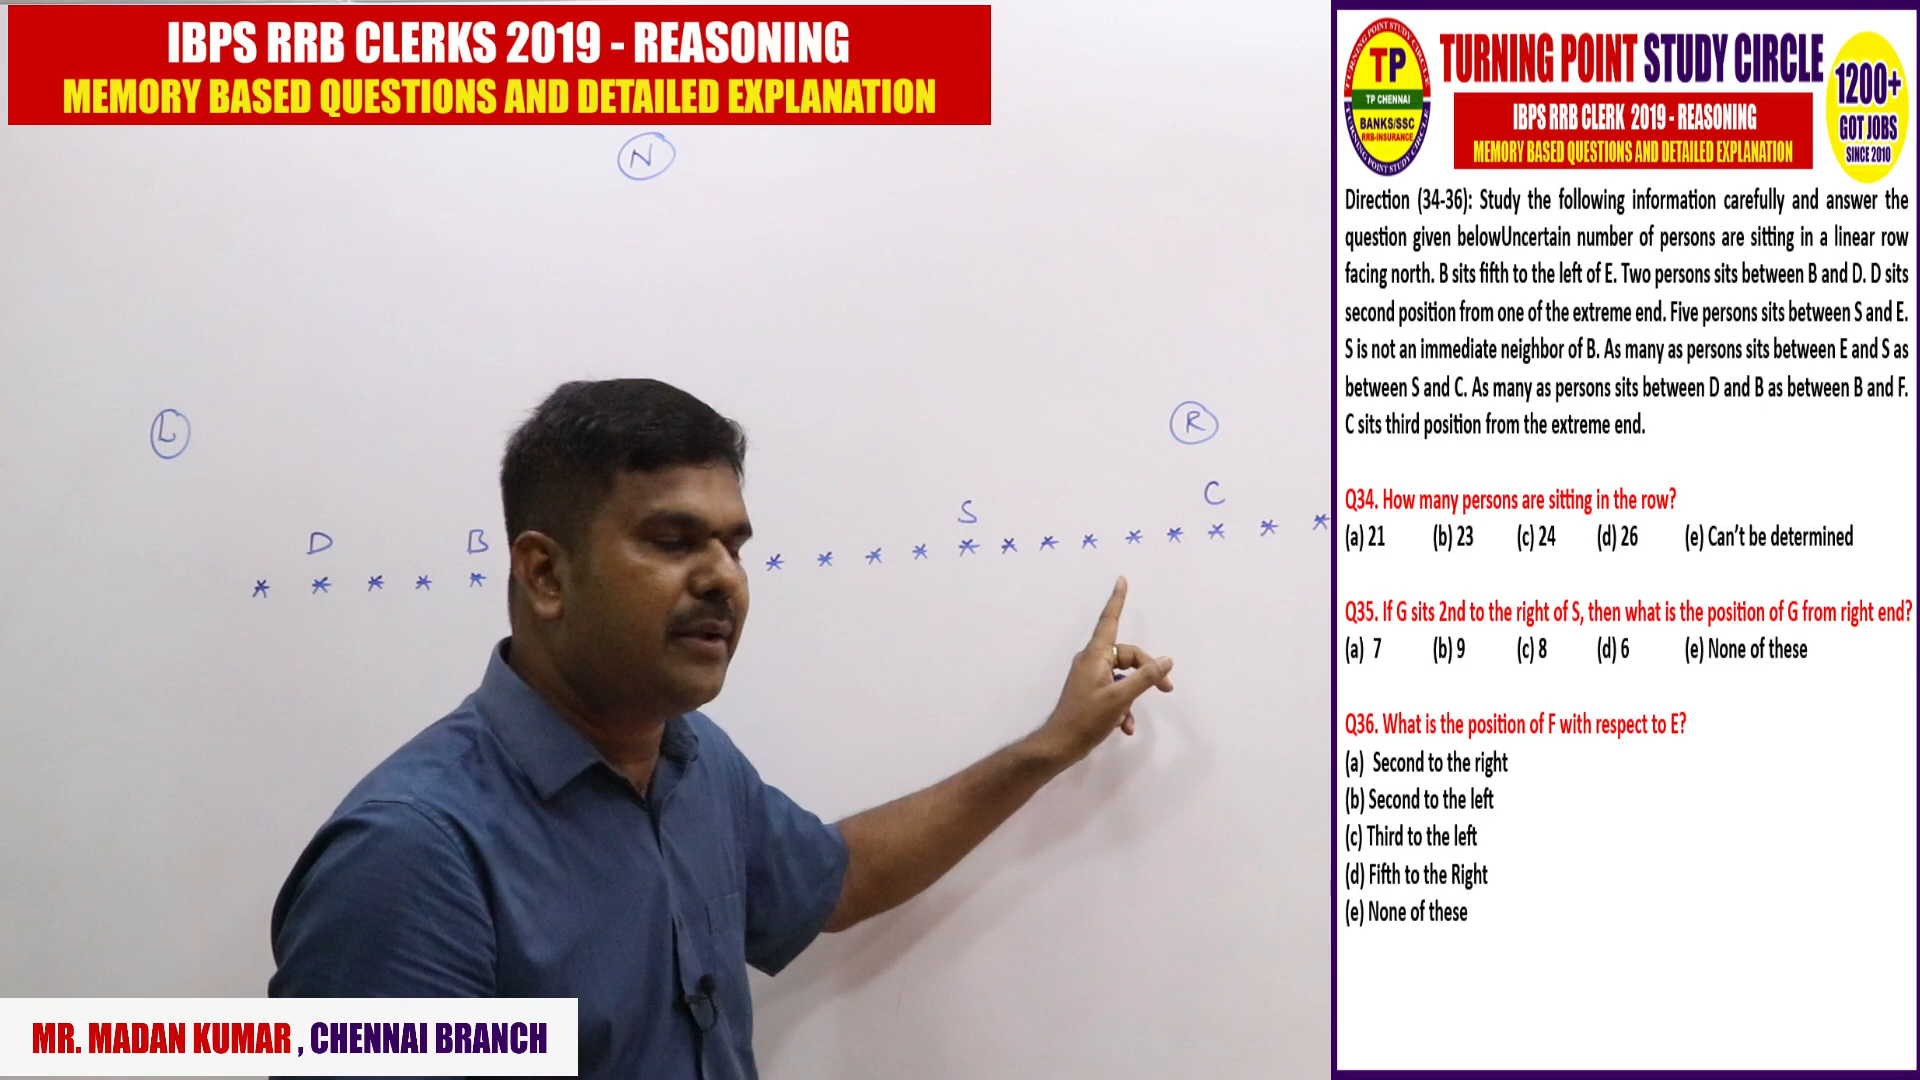 IBPS RRB CLERKS 2019 - REASONING
MEMORY BASED QUESTIONS AND DETAILED EXPLANATION
N
L
R
D
B
S
C
* * * * *
* * * * * * * * * * * *
MR. MADAN KUMAR , CHENNAI BRANCH
TURNING POINT STUDY CIRCLE
TURNING POINT STUDY CIRCLE
TP
TP CHENNAI
BANKS/SSC
RRB-INSURANCE
TURNING POINT STUDY CIRCLE
IBPS RRB CLERK 2019 - REASONING
MEMORY BASED QUESTIONS AND DETAILED EXPLANATION
1200+
GOT JOBS
SINCE 2010
Direction (34-36): Study the following information carefully and answer the
question given belowUncertain number of persons are sitting in a linear row
facing north. B sits fifth to the left of E. Two persons sits between B and D. D sits
second position from one of the extreme end. Five persons sits between S and E.
S is not an immediate neighbor of B. As many as persons sits between E and S as
between S and C. As many as persons sits between D and B as between B and F.
C sits third position from the extreme end.
Q34. How many persons are sitting in the row?
(a) 21 (b) 23 (c) 24 (d) 26 (e) Can't be determined
Q35. If G sits 2nd to the right of S, then what is the position of G from right end?
(a) 7 (b) 9 (c) 8 (d) 6 (e) None of these
Q36. What is the position of F with respect to E?
(a) Second to the right
(b) Second to the left
(c) Third to the left
(d) Fifth to the Right
(e) None of these